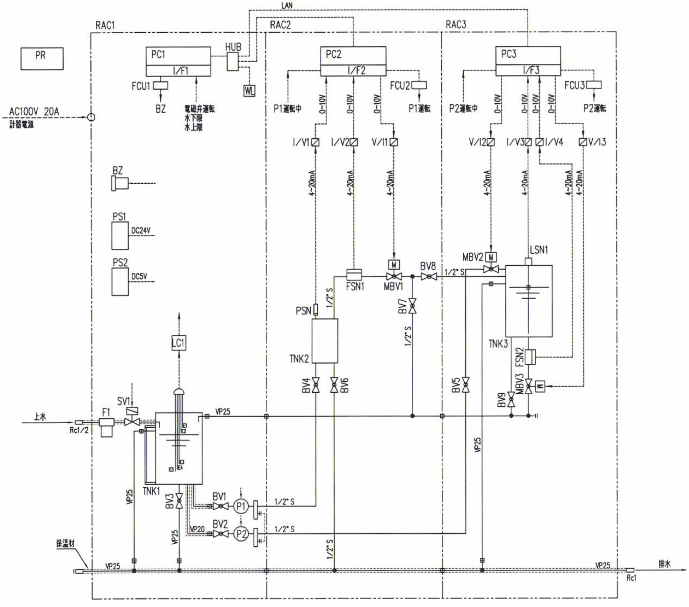 LAN
RAC1
RAC2
RAC3
PR
PC1
HUB
PC2
PC3
I/F1
I/F2
I/F3
FCU1
WL
FCU2
FCU3
BZ
電磁弁運転
水下限
水上限
P1運転中
0-10V
0-10V
0-10V
P1運転
P2運転中
0-10V
0-10V
0-10V
0-10V
P2運転
AC100V 20A
計器電源
I/V1
I/V2
V/I1
V/I2
I/V3
I/V4
V/I3
4-20mA
4-20mA
4-20mA
4-20mA
4-20mA
4-20mA
4-20mA
BZ
PS1
DC24V
PS2
DC5V
M
MBV2
M
LSN1
BV8
1/2" S
FSN1
MBV1
1/2" S
PSN
BV7
TNK2
1/2" S
TNK3
FSN2
LC1
BV4
BV6
BV5
BV9
MBV3
M
SV1
上水
F1
VP25
Rc1/2
TNK1
VP25
BV3
BV1
P1
1/2" S
VP25
VP20
BV2
P2
1/2" S
VP25
1/2" S
保温材
VP25
VP25
排水
Rc1